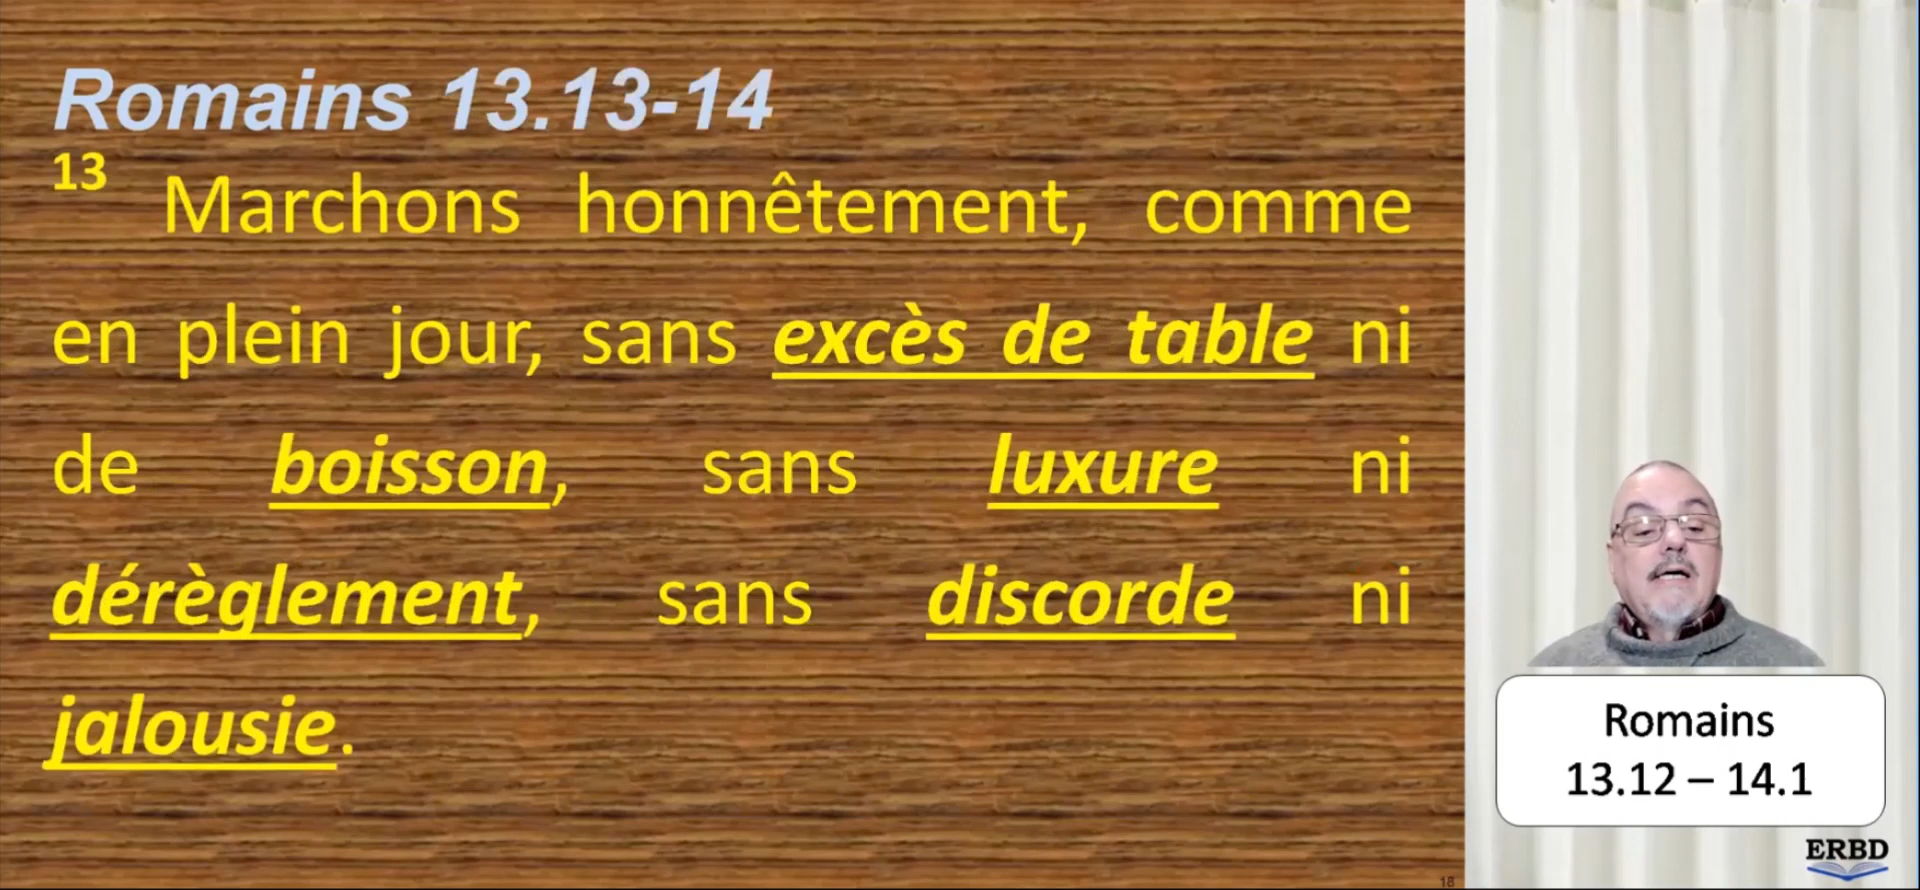 Romains 13.13-14
13 Marchons honnêtement, comme
en plein jour, sans excès de table ni
de boisson, sans luxure ni
dérèglement, sans discorde ni
jalousie.
18
Romains
13.12 – 14.1
ERBD